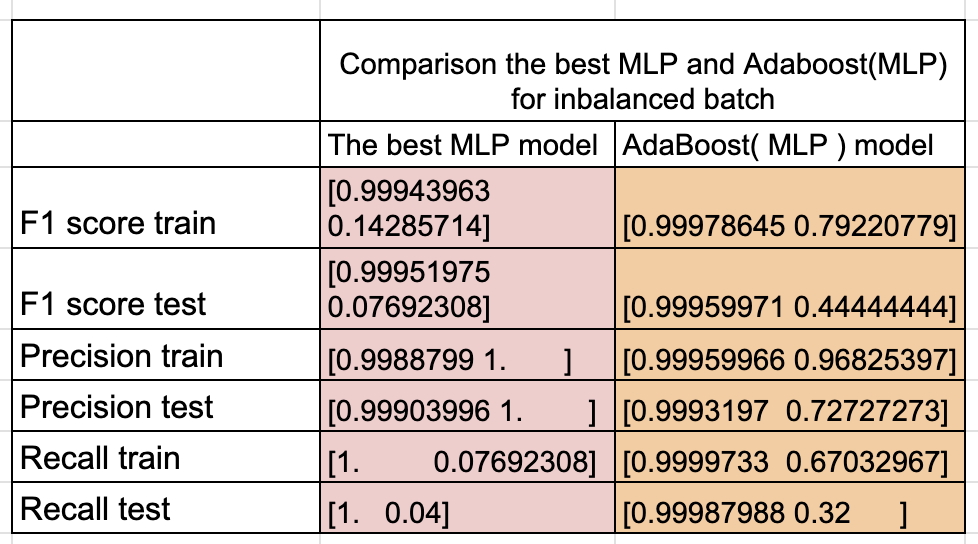 Comparison the best MLP and Adaboost(MLP)
for inbalanced batch
The best MLP model AdaBoost( MLP ) model
F1 score train [0.99943963
0.14285714] [0.99978645 0.79220779]
F1 score test [0.99951975
0.07692308] [0.99959971 0.44444444]
Precision train [0.9988799 1. ] [0.99959966 0.96825397]
Precision test [0.99903996 1. ] [0.9993197 0.72727273]
Recall train [1. 0.07692308] [0.9999733 0.67032967]
Recall test [1. 0.04] [0.99987988 0.32 ]